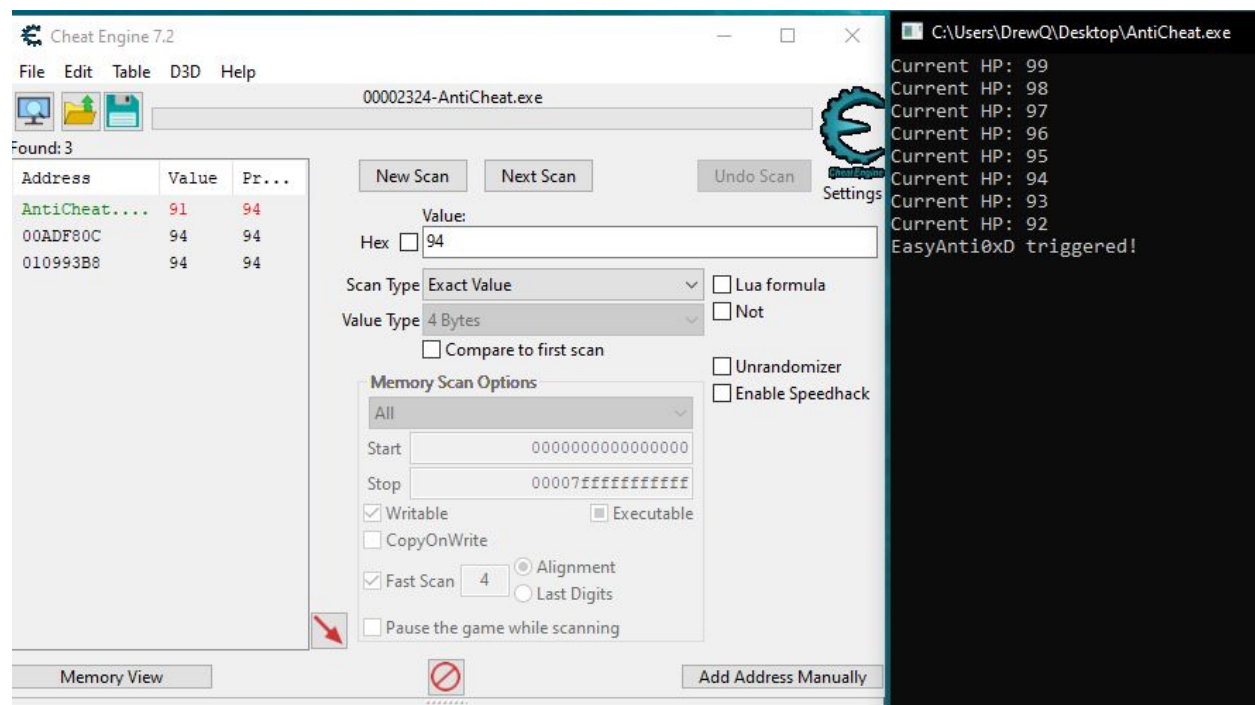 Cheat Engine 7.2
File Edit Table D3D Help
00002324-AntiCheat.exe
Found: 3
Address Value Pr...
AntiCheat.... 91 94
00ADF80C 94 94
010993B8 94 94
New Scan Next Scan Undo Scan
Cheat Engine
Settings
Value:
Hex 94
Scan Type Exact Value
Lua formula
Value Type 4 Bytes
Not
Compare to first scan
Unrandomizer
Memory Scan Options
Enable Speedhack
All
Start 0000000000000000
Stop 00007fffffffffff
Writable Executable
CopyOnWrite
Fast Scan 4 Alignment
Last Digits
Pause the game while scanning
Memory View Add Address Manually
C:\Users\DrewQ\Desktop\AntiCheat.exe
Current HP: 99
Current HP: 98
Current HP: 97
Current HP: 96
Current HP: 95
Current HP: 94
Current HP: 93
Current HP: 92
EasyAnti0xD triggered!